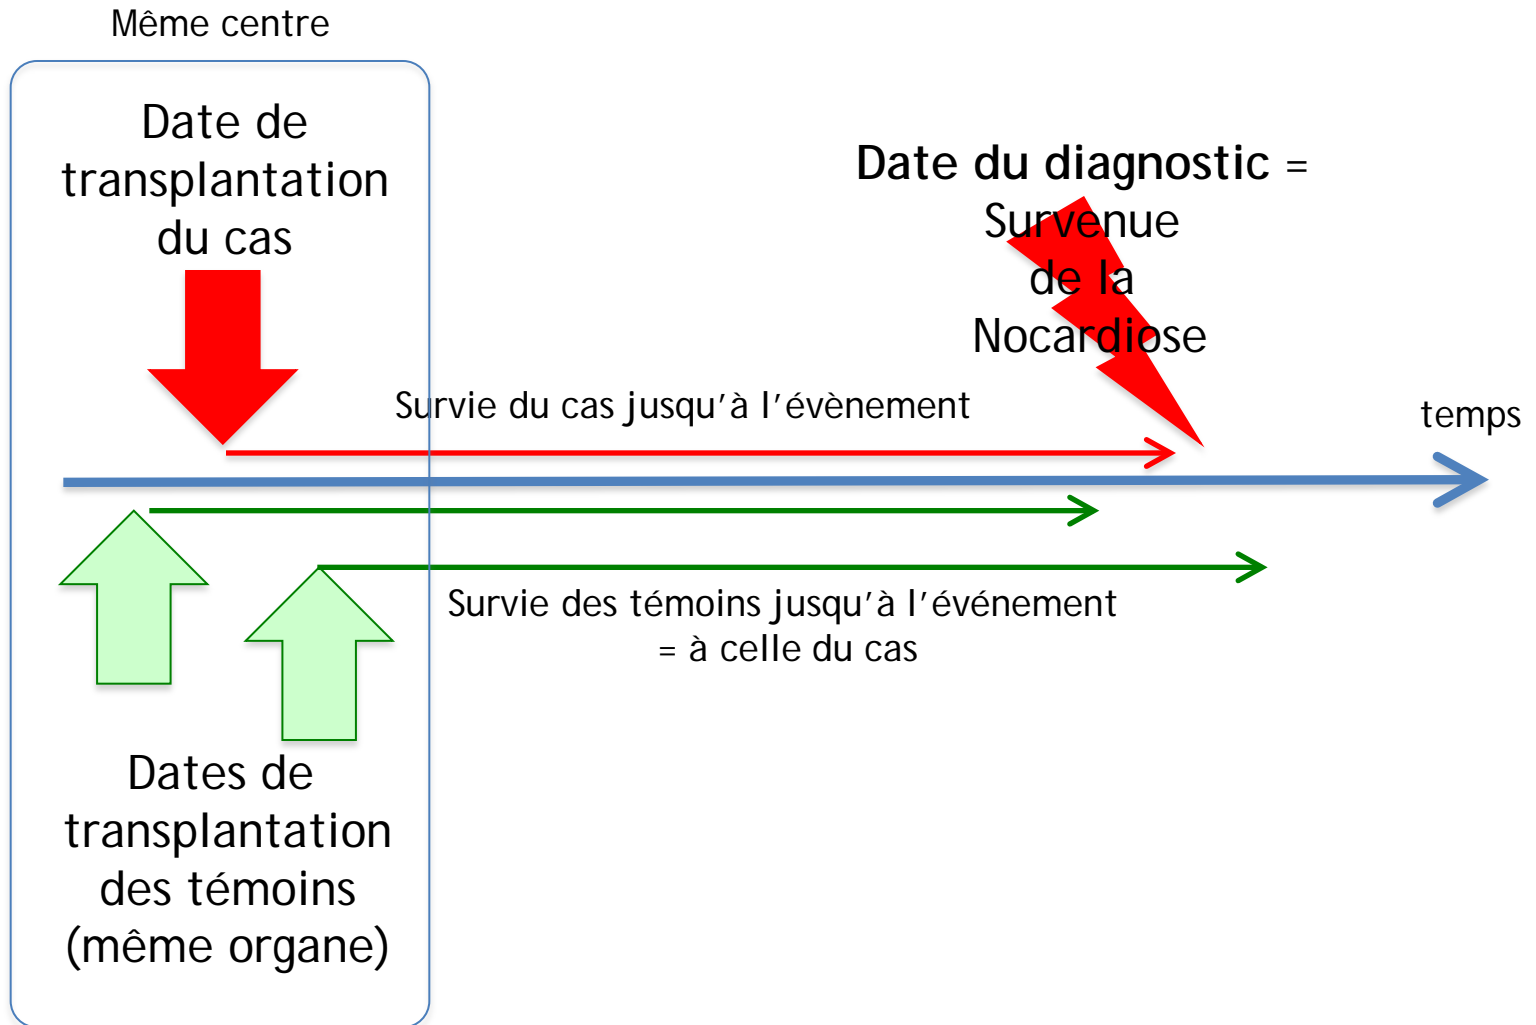 Même centre
Date de
transplantation
du cas
Date du diagnostic =
Survenue
de la
Nocardiose
Survie du cas jusqu’à l’évènement
temps
Survie des témoins jusqu’à l’événement
= à celle du cas
Dates de
transplantation
des témoins
(même organe)